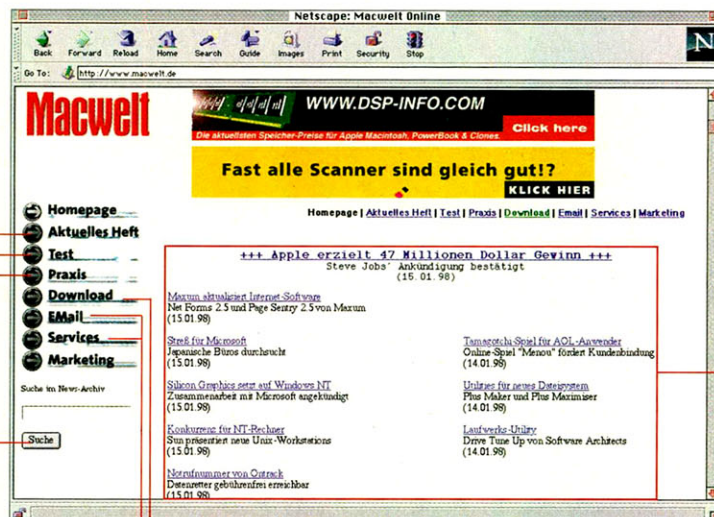 Netscape: Macwelt Online
Back Forward Reload Home Search Guide Images Print Security Stop
N
Go To: http://www.macwelt.de
Macwelt
WWW.DSP-INFO.COM
Die aktuellsten Speicher-Preise für Apple Macintosh, PowerBook & Clones.
Click here
Fast alle Scanner sind gleich gut!?
KLICK HIER
Homepage | Aktuelles Heft | Test | Praxis | Download | Email | Services | Marketing
Homepage
Aktuelles Heft
Test
Praxis
Download
EMail
Services
Marketing
Suche im News-Archiv
Suche
+++ Apple erzielt 47 Millionen Dollar Gewinn +++
Steve Jobs' Ankündigung bestätigt
(15.01.98)
Maxum aktualisiert Internet-Software
Net Forms 2.5 und Page Sentry 2.5 von Maxum
(15.01.98)
Streß für Microsoft
Japanische Büros durchsucht
(15.01.98)
Tamagotchi-Spiel für AOL-Anwender
Online-Spiel "Menou" fördert Kundenbindung
(14.01.98)
Silicon Graphics setzt auf Windows NT
Zusammenarbeit mit Microsoft angekündigt
(15.01.98)
Utilities für neues Dateisystem
Plus Maker und Plus Maximiser
(14.01.98)
Konkurrenz für NT-Rechner
Sun präsentiert neue Unix-Workstations
(15.01.98)
Laufwerks-Utility
Drive Tune Up von Software Architects
(14.01.98)
Notrufnummer von Ontrack
Datenretter gebührenfrei erreichbar
(15.01.98)